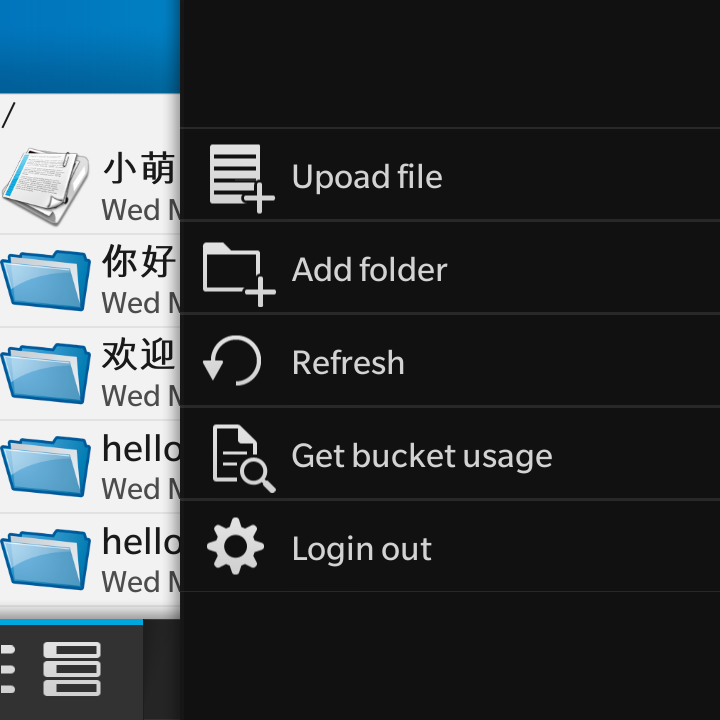 /
小萌
Wed M
你好
Wed M
欢迎
Wed M
hello
Wed M
hello
Wed M
Upoad file
Add folder
Refresh
Get bucket usage
Login out